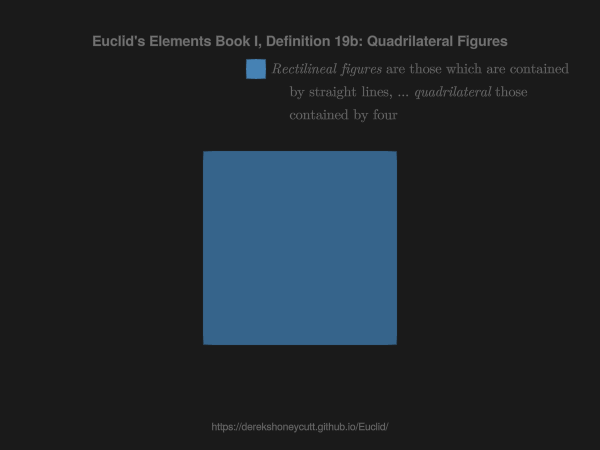 Euclid's Elements Book I, Definition 19b: Quadrilateral Figures
Rectilineal figures are those which are contained
by straight lines, ... quadrilateral those
contained by four
https://derekshoneycutt.github.io/Euclid/